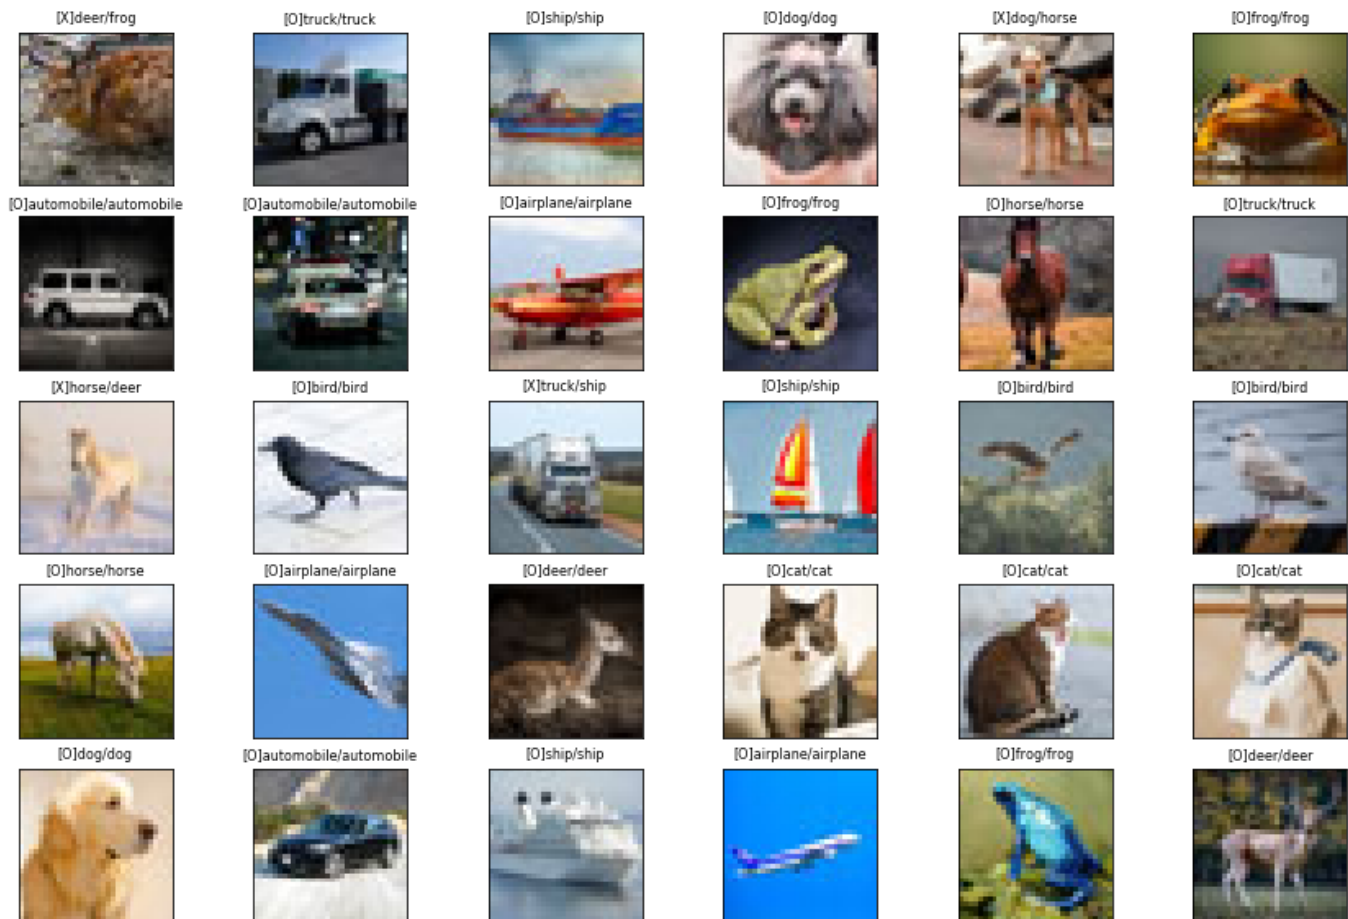 [X]deer/frog [O]truck/truck [O]ship/ship [O]dog/dog [X]dog/horse [O]frog/frog
[O]automobile/automobile [O]automobile/automobile [O]airplane/airplane [O]frog/frog [O]horse/horse [O]truck/truck
[X]horse/deer [O]bird/bird [X]truck/ship [O]ship/ship [O]bird/bird [O]bird/bird
[O]horse/horse [O]airplane/airplane [O]deer/deer [O]cat/cat [O]cat/cat [O]cat/cat
[O]dog/dog [O]automobile/automobile [O]ship/ship [O]airplane/airplane [O]frog/frog [O]deer/deer